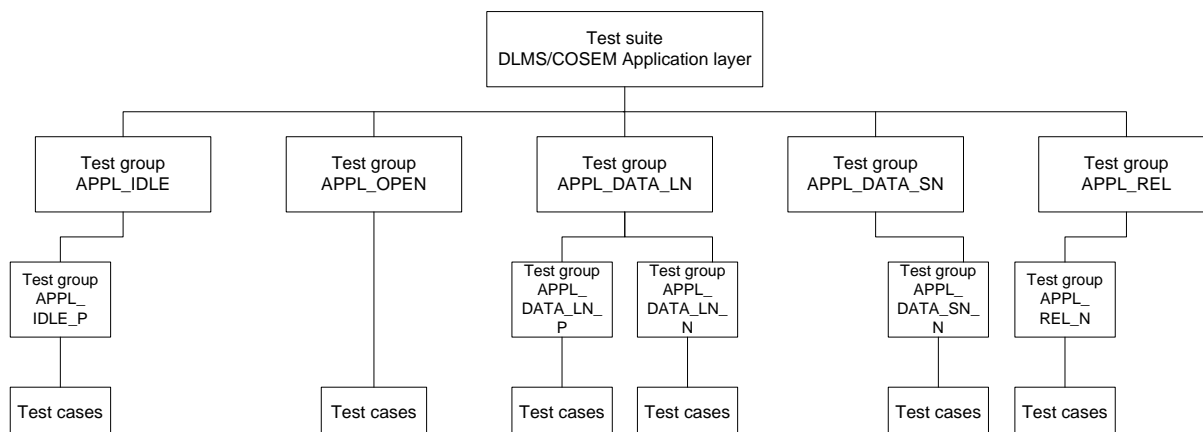 Test suite
DLMS/COSEM Application layer
Test group
APPL_IDLE
Test group
APPL_OPEN
Test group
APPL_DATA_LN
Test group
APPL_DATA_SN
Test group
APPL_REL
Test group
APPL_
IDLE_P
Test group
APPL_
DATA_LN_
P
Test group
APPL_
DATA_LN_
N
Test group
APPL_
DATA_SN_
N
Test group
APPL_
REL_N
Test cases
Test cases
Test cases
Test cases
Test cases
Test cases